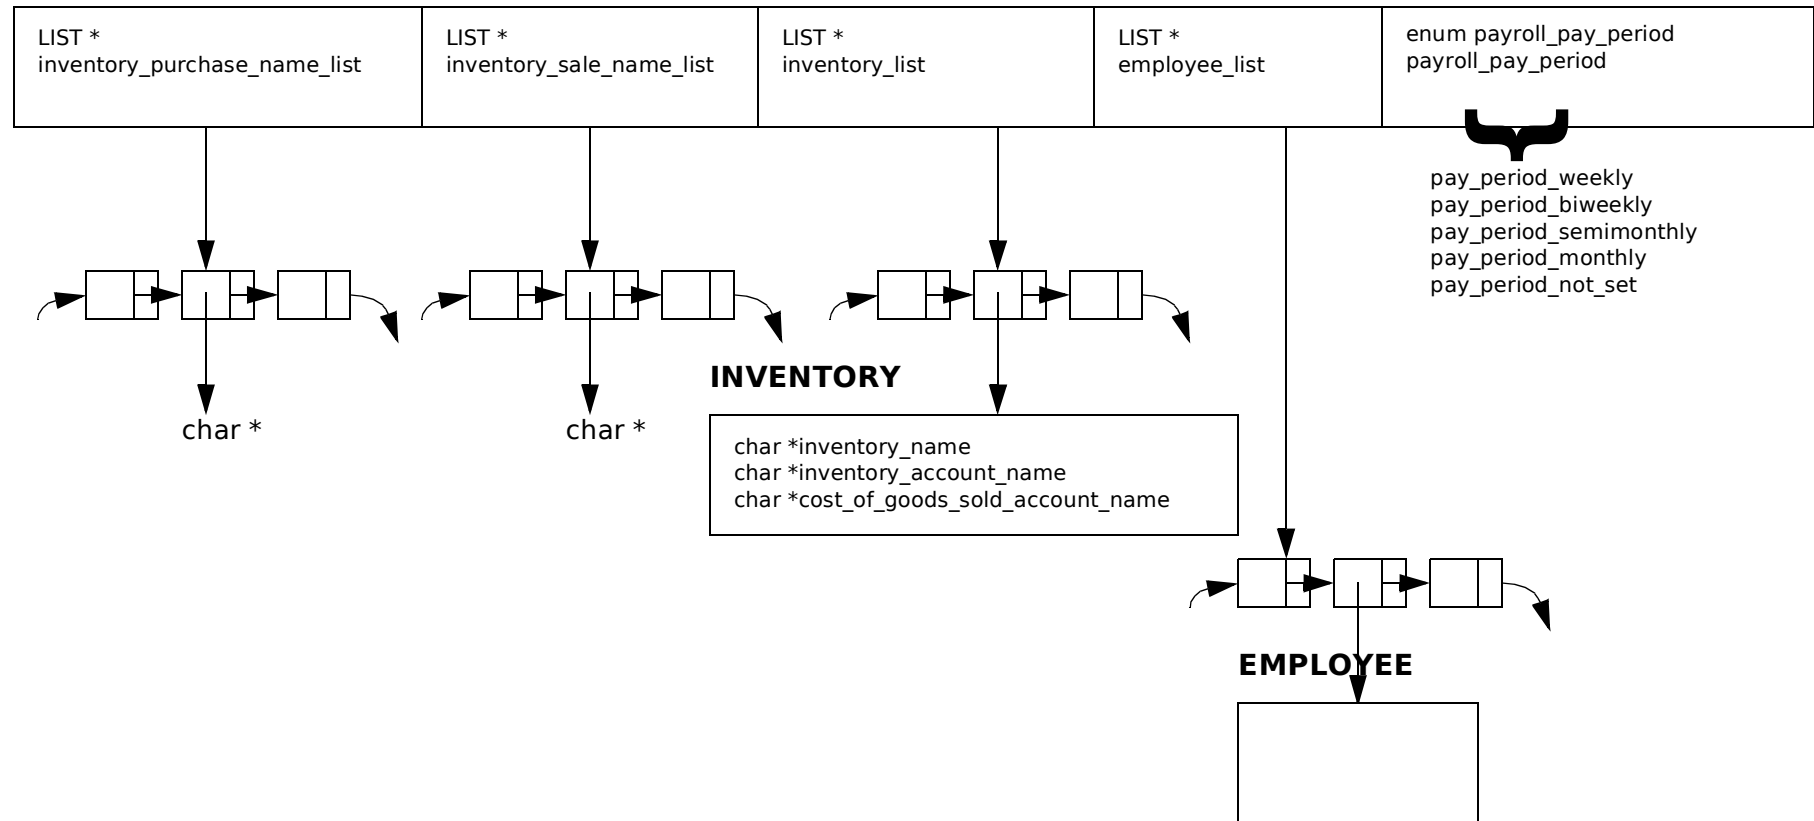 LIST *
inventory_purchase_name_list
LIST *
inventory_sale_name_list
LIST *
inventory_list
LIST *
employee_list
enum payroll_pay_period
payroll_pay_period
pay_period_weekly
pay_period_biweekly
pay_period_semimonthly
pay_period_monthly
pay_period_not_set
char *
char *
INVENTORY
char *inventory_name
char *inventory_account_name
char *cost_of_goods_sold_account_name
EMPLOYEE